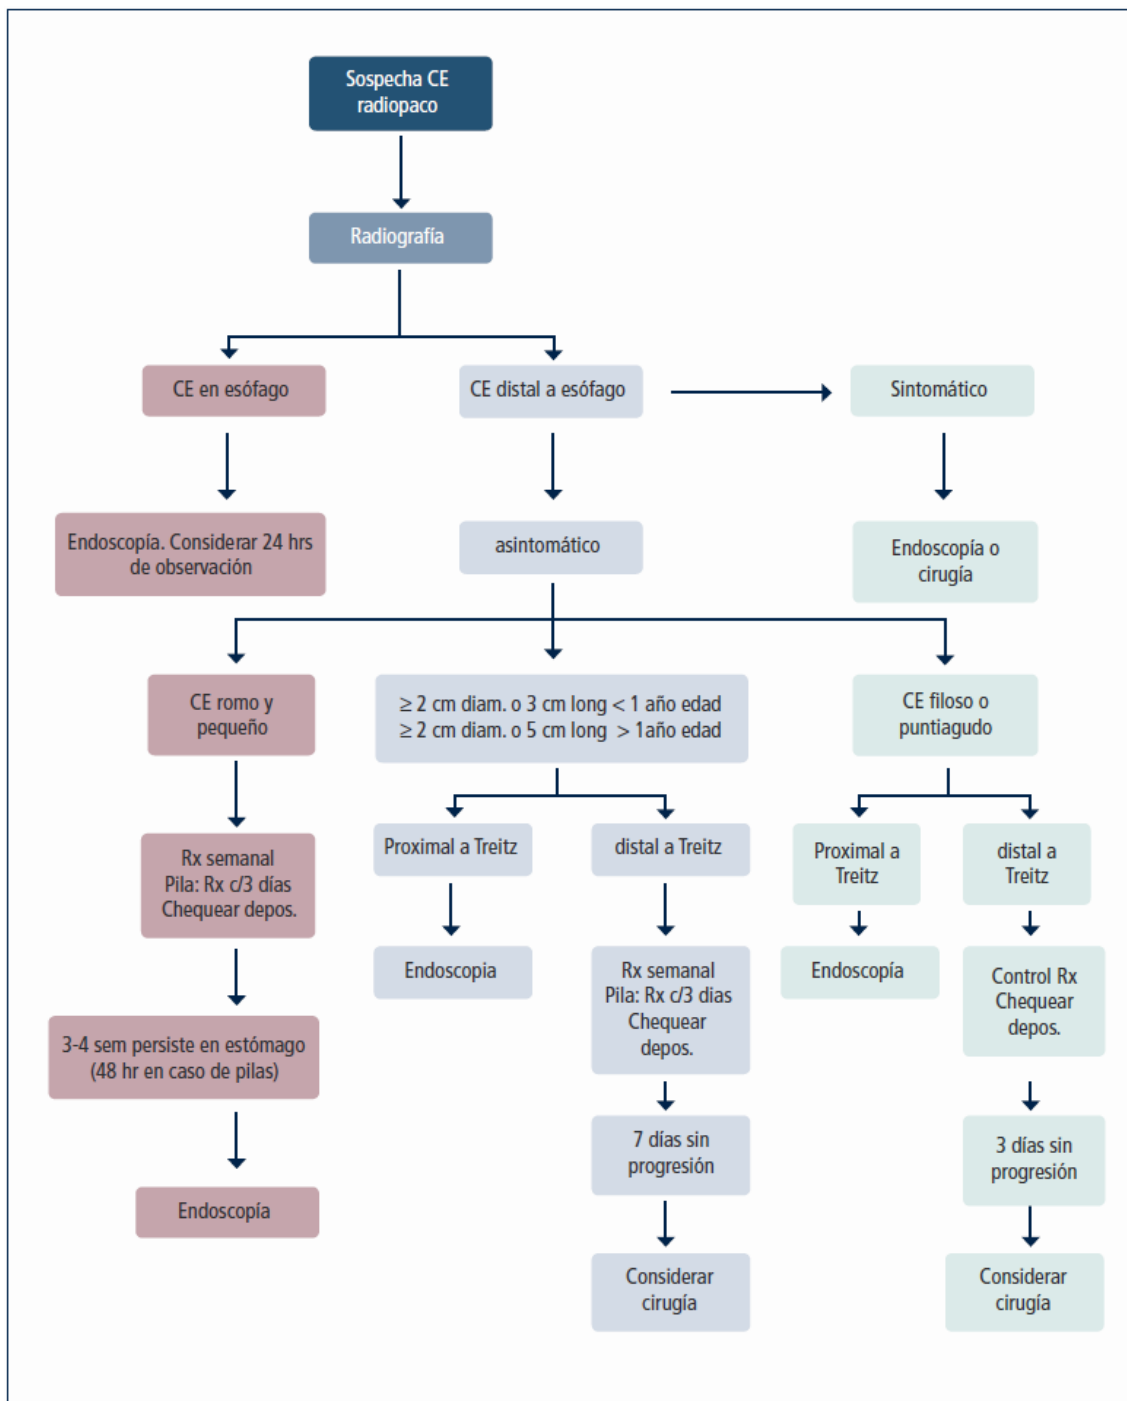 Sospecha CE
radiopaco
Radiografía
CE en esófago
CE distal a esófago
Sintomático
Endoscopía. Considerar 24 hrs
de observación
asintomático
Endoscopía o
cirugía
CE romo y
pequeño
≥ 2 cm diam. o 3 cm long < 1 año edad
≥ 2 cm diam. o 5 cm long > 1año edad
CE filoso o
puntiagudo
Rx semanal
Pila: Rx c/3 días
Chequear depos.
Proximal a Treitz
distal a Treitz
Proximal a
Treitz
distal a
Treitz
Endoscopia
Rx semanal
Pila: Rx c/3 dias
Chequear
depos.
Endoscopía
Control Rx
Chequear
depos.
3-4 sem persiste en estómago
(48 hr en caso de pilas)
7 días sin
progresión
3 días sin
progresión
Endoscopía
Considerar
cirugía
Considerar
cirugía